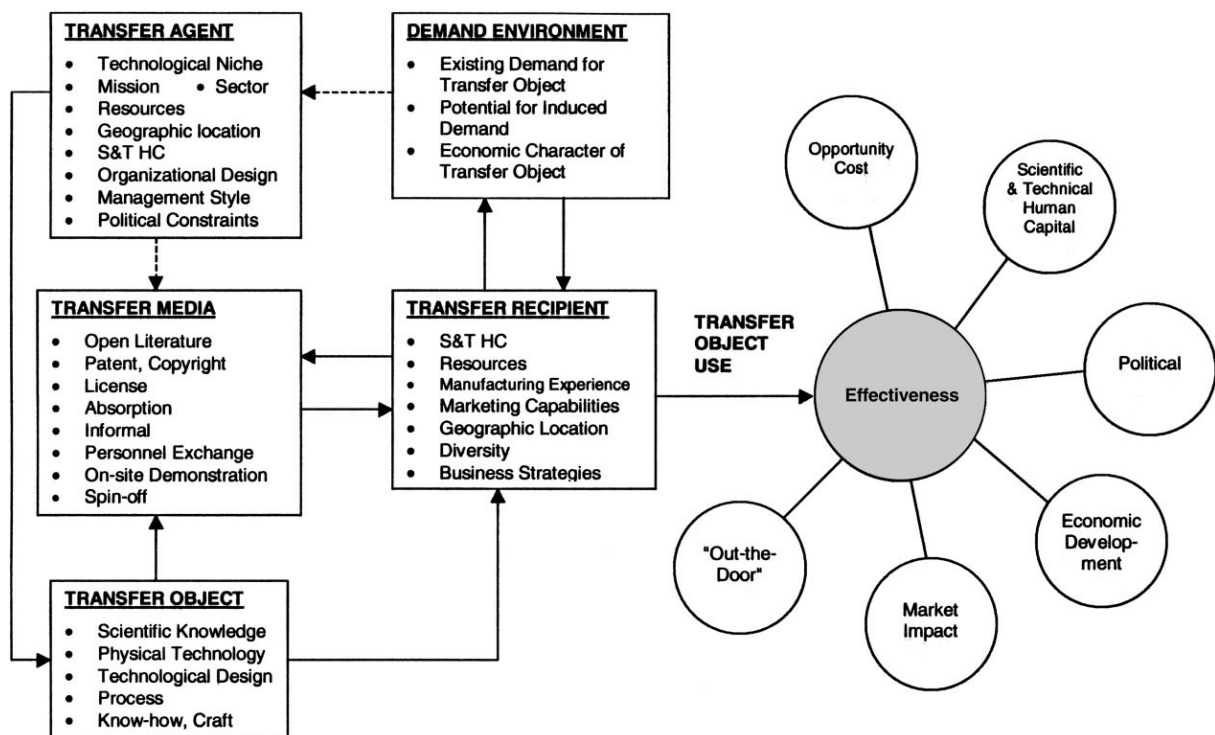 TRANSFER AGENT
• Technological Niche
• Mission • Sector
• Resources
• Geographic location
• S&T HC
• Organizational Design
• Management Style
• Political Constraints
DEMAND ENVIRONMENT
• Existing Demand for
Transfer Object
• Potential for Induced
Demand
• Economic Character of
Transfer Object
TRANSFER MEDIA
• Open Literature
• Patent, Copyright
• License
• Absorption
• Informal
• Personnel Exchange
• On-site Demonstration
• Spin-off
TRANSFER RECIPIENT
• S&T HC
• Resources
• Manufacturing Experience
• Marketing Capabilities
• Geographic Location
• Diversity
• Business Strategies
TRANSFER OBJECT
• Scientific Knowledge
• Physical Technology
• Technological Design
• Process
• Know-how, Craft
TRANSFER
OBJECT
USE
Effectiveness
Opportunity
Cost
Scientific
& Technical
Human
Capital
Political
Economic
Develop-
ment
Market
Impact
"Out-the-
Door"